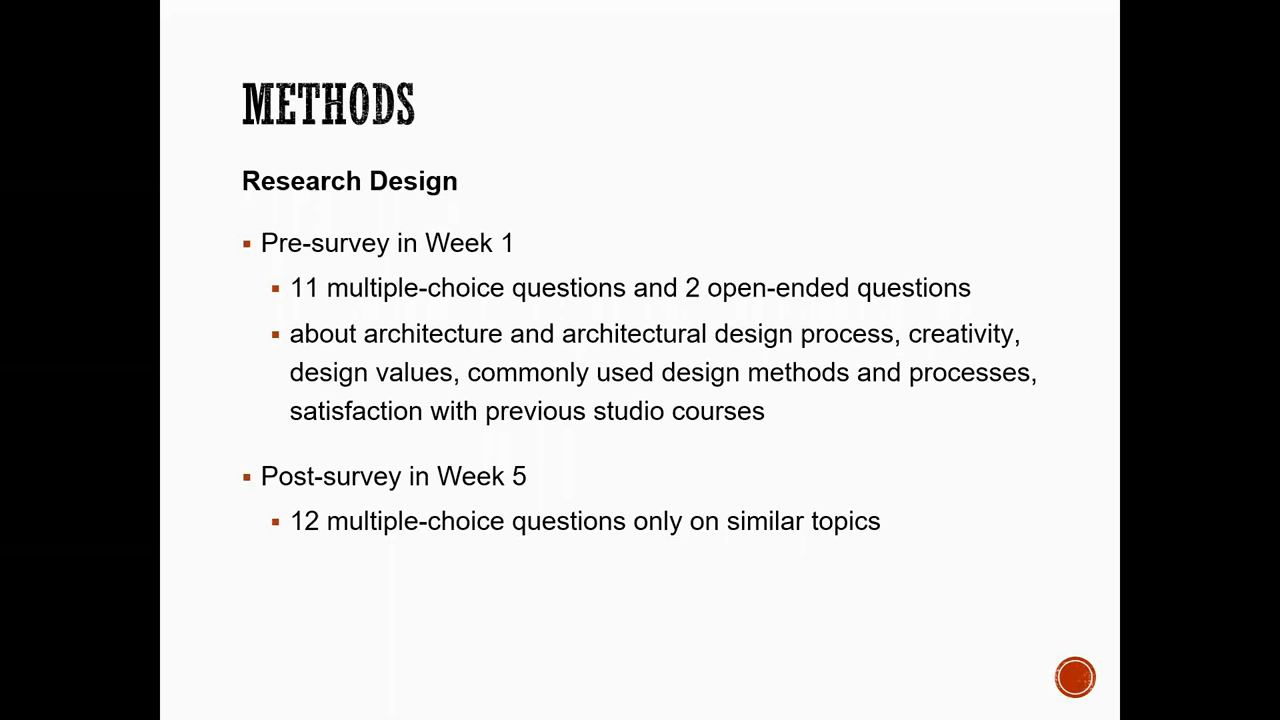 METHODS
Research Design
▪ Pre-survey in Week 1
▪ 11 multiple-choice questions and 2 open-ended questions
▪ about architecture and architectural design process, creativity,
design values, commonly used design methods and processes,
satisfaction with previous studio courses
▪ Post-survey in Week 5
▪ 12 multiple-choice questions only on similar topics